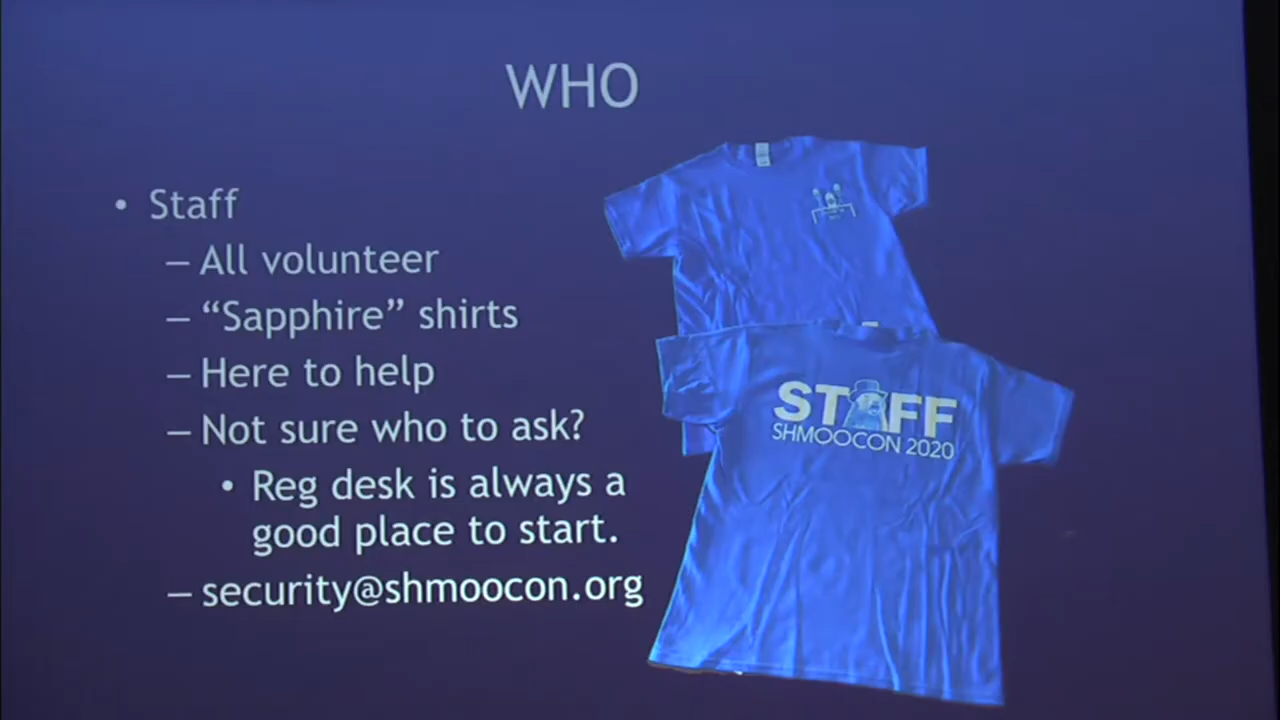 WHO
• Staff
– All volunteer
– “Sapphire” shirts
– Here to help
– Not sure who to ask?
• Reg desk is always a
good place to start.
– security@shmoocon.org
STAFF
SHMOOCON 2020